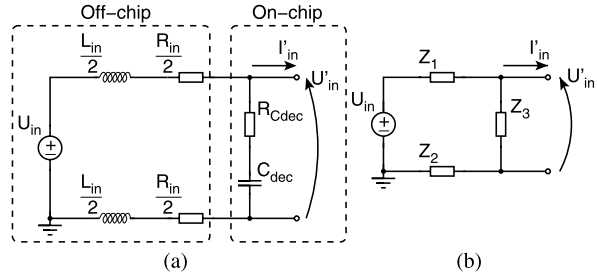 Off-chip On-chip
L_in/2 R_in/2 I'_in
U'_in
U_in R_Cdec
C_dec
L_in/2 R_in/2
(a)
Z_1 I'_in
U'_in
U_in Z_3
Z_2
(b)